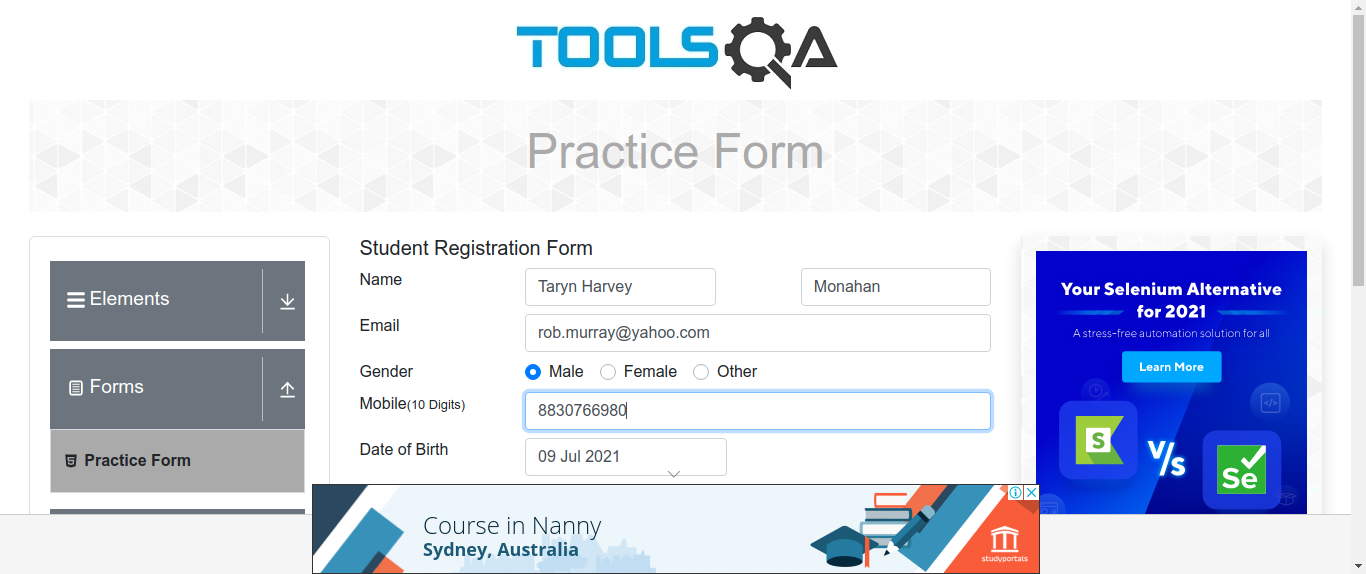 TOOLSQA
Practice Form
Elements
Forms
Practice Form
Student Registration Form
Name
Taryn Harvey
Monahan
Email
rob.murray@yahoo.com
Gender
Male
Female
Other
Mobile(10 Digits)
8830766980
Date of Birth
09 Jul 2021
Your Selenium Alternative
for 2021
A stress-free automation solution for all
Learn More
S
V/s
Se
Course in Nanny
Sydney, Australia
studyportals